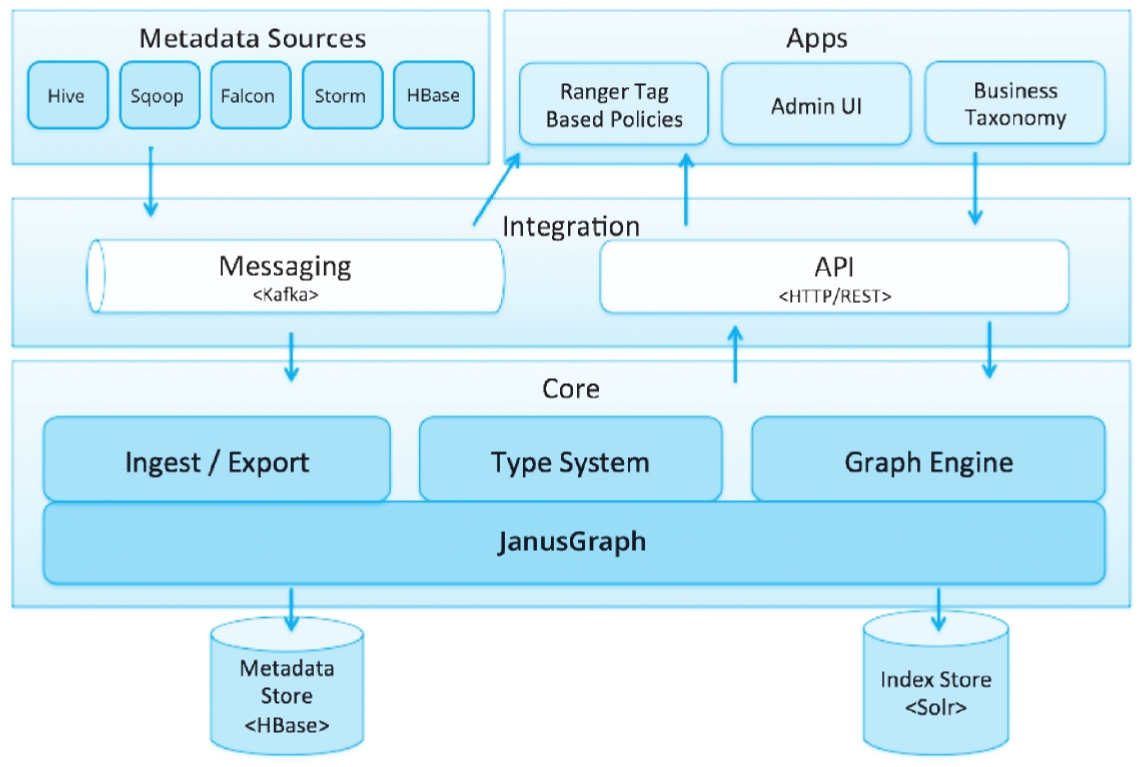 Metadata Sources
Hive
Sqoop
Falcon
Storm
HBase
Apps
Ranger Tag
Based Policies
Admin UI
Business
Taxonomy
Integration
Messaging
<Kafka>
API
<HTTP/REST>
Core
Ingest / Export
Type System
Graph Engine
JanusGraph
Metadata
Store
<HBase>
Index Store
<Solr>